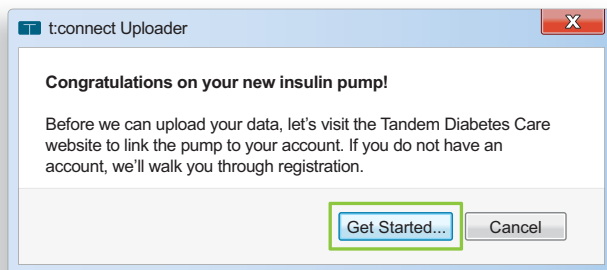 t:connect Uploader
X
Congratulations on your new insulin pump!
Before we can upload your data, let's visit the Tandem Diabetes Care
website to link the pump to your account. If you do not have an
account, we'll walk you through registration.
Get Started... Cancel